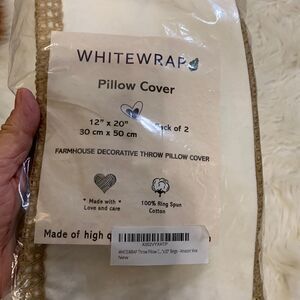 WHITEWRAP
Pillow Cover
12" x 20"
30 cm x 50 cm
Pack of 2
FARMHOUSE DECORATIVE THROW PILLOW COVER
* Made with *
Love and care
100% Ring Spun
Cotton
Made of high q